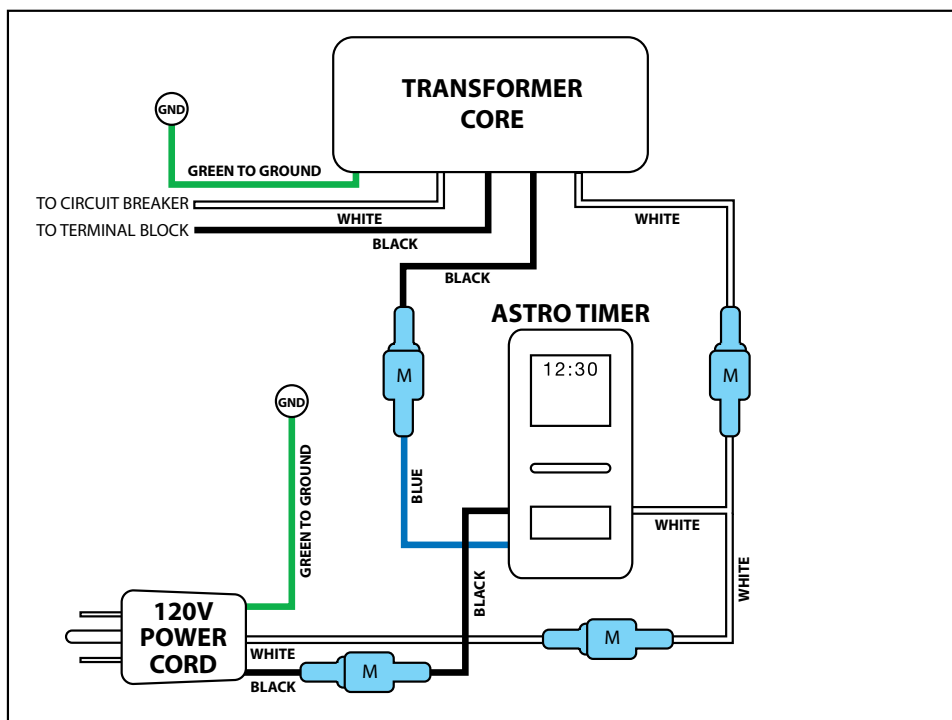 TRANSFORMER
CORE
GND
GREEN TO GROUND
TO CIRCUIT BREAKER
WHITE
WHITE
TO TERMINAL BLOCK
BLACK
BLACK
ASTRO TIMER
12:30
M
M
GND
BLUE
GREEN TO GROUND
WHITE
BLACK
WHITE
120V
POWER
CORD
WHITE
M
BLACK
M